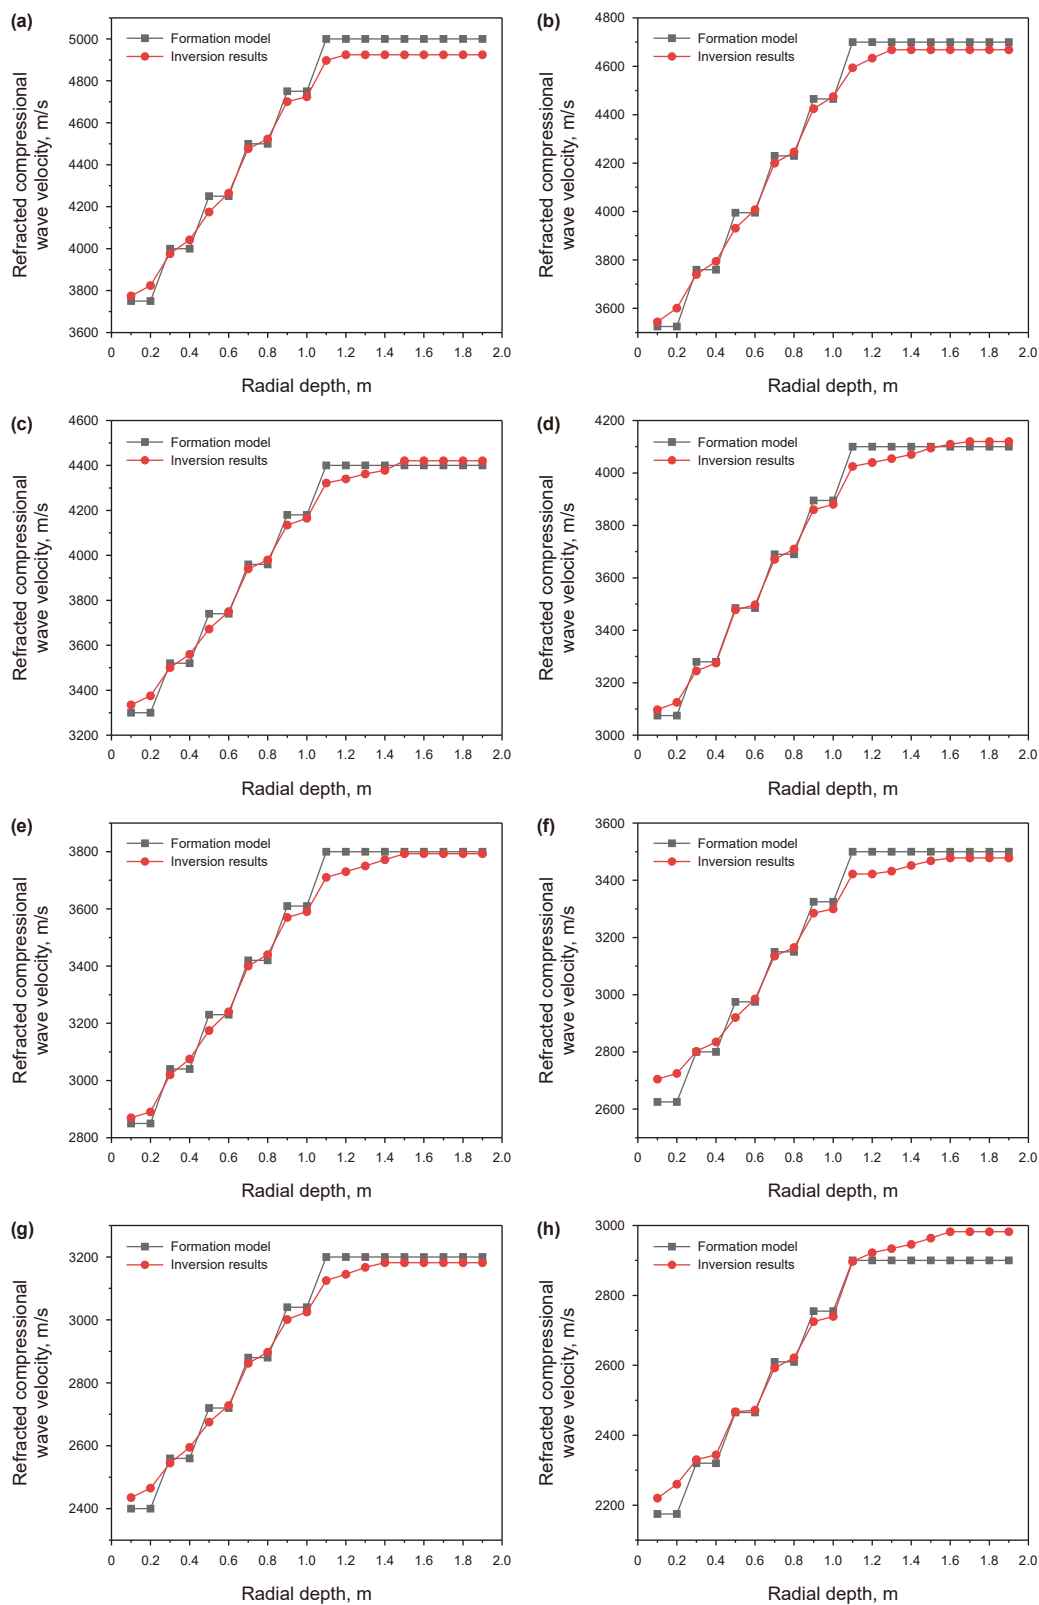 (a)
Formation model
Inversion results
Refracted compressional
wave velocity, m/s
5000
4800
4600
4400
4200
4000
3800
3600
0 0.2 0.4 0.6 0.8 1.0 1.2 1.4 1.6 1.8 2.0
Radial depth, m
(b)
Formation model
Inversion results
Refracted compressional
wave velocity, m/s
4800
4600
4400
4200
4000
3800
3600
0 0.2 0.4 0.6 0.8 1.0 1.2 1.4 1.6 1.8 2.0
Radial depth, m
(c)
Formation model
Inversion results
Refracted compressional
wave velocity, m/s
4600
4400
4200
4000
3800
3600
3400
3200
0 0.2 0.4 0.6 0.8 1.0 1.2 1.4 1.6 1.8 2.0
Radial depth, m
(d)
Formation model
Inversion results
Refracted compressional
wave velocity, m/s
4200
4000
3800
3600
3400
3200
3000
0 0.2 0.4 0.6 0.8 1.0 1.2 1.4 1.6 1.8 2.0
Radial depth, m
(e)
Formation model
Inversion results
Refracted compressional
wave velocity, m/s
3800
3600
3400
3200
3000
2800
0 0.2 0.4 0.6 0.8 1.0 1.2 1.4 1.6 1.8 2.0
Radial depth, m
(f)
Formation model
Inversion results
Refracted compressional
wave velocity, m/s
3600
3400
3200
3000
2800
2600
0 0.2 0.4 0.6 0.8 1.0 1.2 1.4 1.6 1.8 2.0
Radial depth, m
(g)
Formation model
Inversion results
Refracted compressional
wave velocity, m/s
3200
3000
2800
2600
2400
0 0.2 0.4 0.6 0.8 1.0 1.2 1.4 1.6 1.8 2.0
Radial depth, m
(h)
Formation model
Inversion results
Refracted compressional
wave velocity, m/s
3000
2800
2600
2400
2200
0 0.2 0.4 0.6 0.8 1.0 1.2 1.4 1.6 1.8 2.0
Radial depth, m